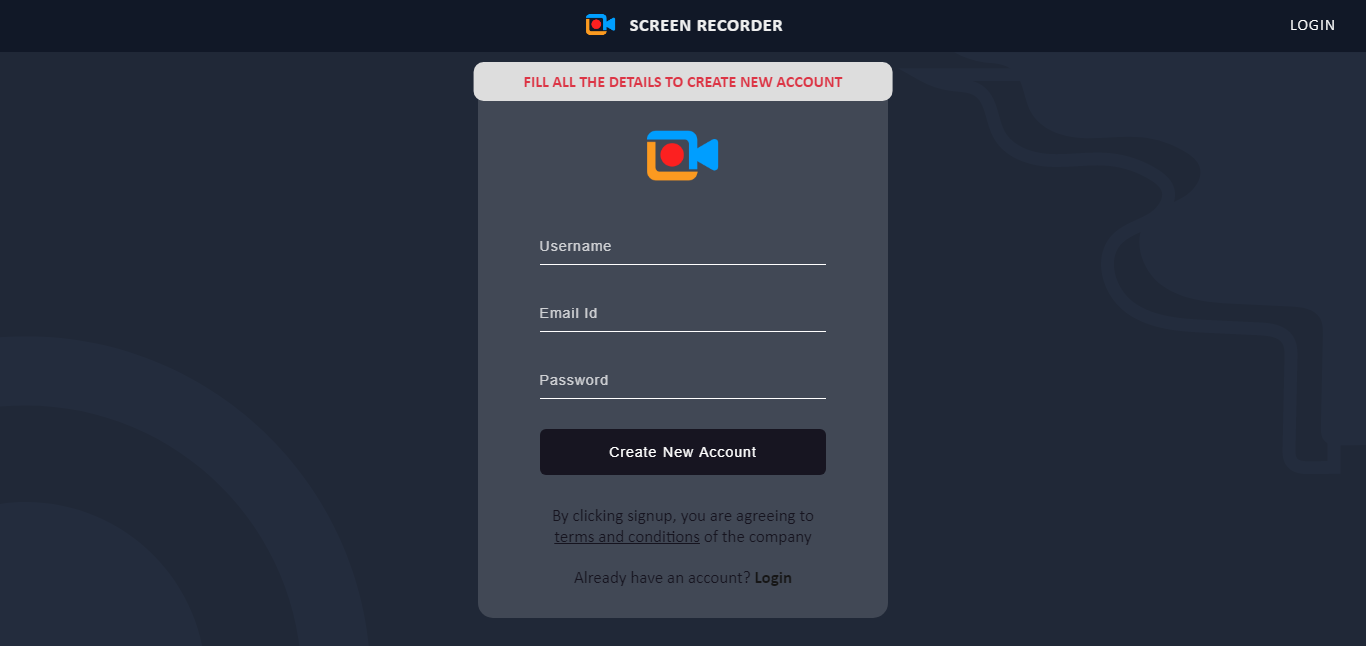 SCREEN RECORDER
LOGIN
FILL ALL THE DETAILS TO CREATE NEW ACCOUNT
Username
Email Id
Password
Create New Account
By clicking signup, you are agreeing to
terms and conditions of the company
Already have an account? Login